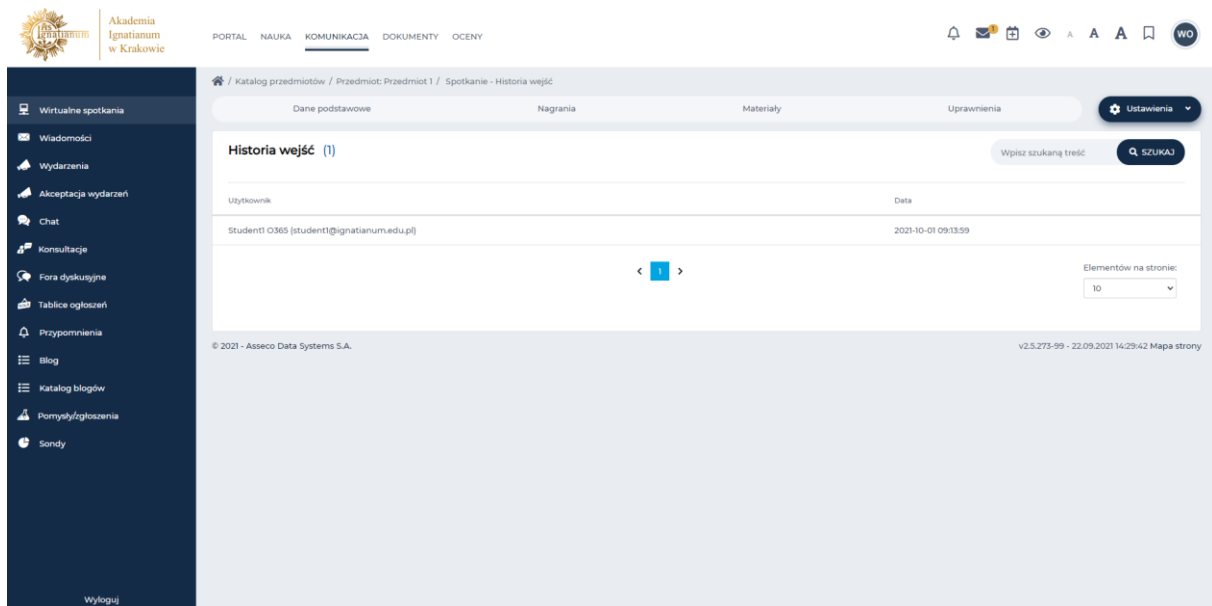 As
Ignatianum
Akademia
Ignatianum
w Krakowie
PORTAL NAUKA KOMUNIKACJA DOKUMENTY OCENY
1
A A A
WO
/ Katalog przedmiotów / Przedmiot: Przedmiot 1 / Spotkanie - Historia wejść
Wirtualne spotkania
Wiadomości
Wydarzenia
Akceptacja wydarzeń
Chat
Konsultacje
Fora dyskusyjne
Tablice ogłoszeń
Przypomnienia
Blog
Katalog blogów
Pomysły/zgłoszenia
Sondy
Wyloguj
Dane podstawowe Nagrania Materiały Uprawnienia Ustawienia
Historia wejść (1)
Wpisz szukaną treść SZUKAJ
Użytkownik Data
Student1 O365 (student1@ignatianum.edu.pl) 2021-10-01 09:13:59
< 1 >
Elementów na stronie:
10
© 2021 - Asseco Data Systems S.A. v2.5.273-99 - 22.09.2021 14:29:42 Mapa strony